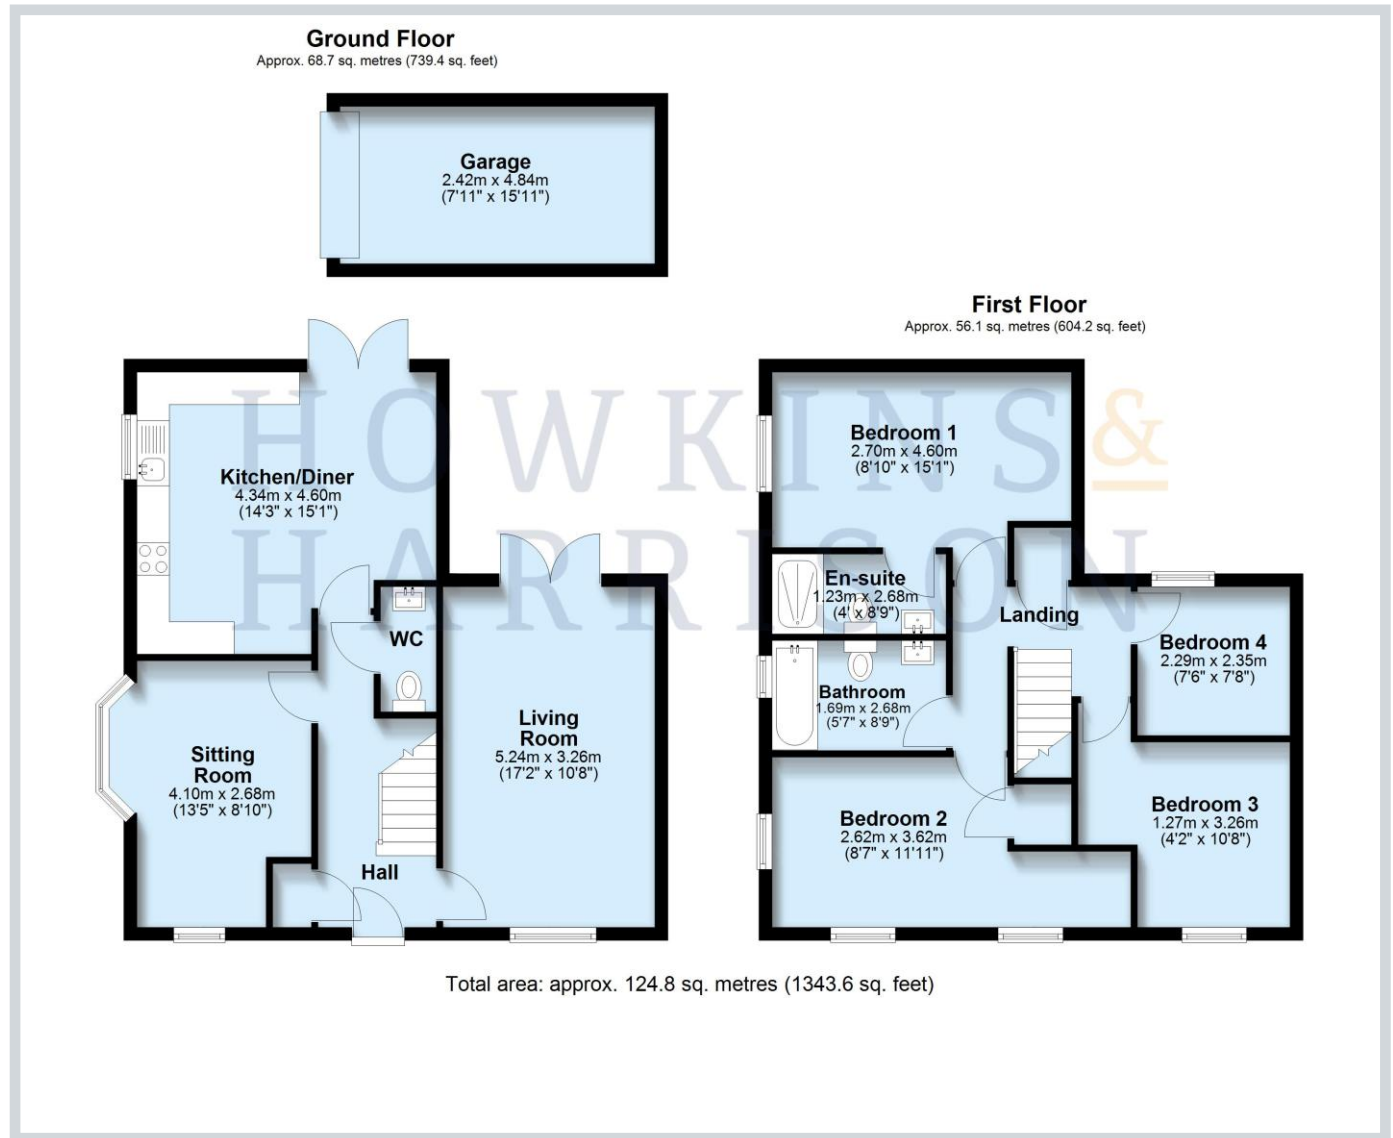 Ground Floor
Approx. 68.7 sq. metres (739.4 sq. feet)
Garage
2.42m x 4.84m
(7'11" x 15'11")
First Floor
Approx. 56.1 sq. metres (604.2 sq. feet)
HOWKINS &
HARRISON
Kitchen/Diner
4.34m x 4.60m
(14'3" x 15'1")
WC
Sitting
Room
4.10m x 2.68m
(13'5" x 8'10")
Living
Room
5.24m x 3.26m
(17'2" x 10'8")
Hall
Bedroom 1
2.70m x 4.60m
(8'10" x 15'1")
En-suite
1.23m x 2.68m
(4' x 8'9")
Landing
Bedroom 4
2.29m x 2.35m
(7'6" x 7'8")
Bathroom
1.69m x 2.68m
(5'7" x 8'9")
Bedroom 2
2.62m x 3.62m
(8'7" x 11'11")
Bedroom 3
1.27m x 3.26m
(4'2" x 10'8")
Total area: approx. 124.8 sq. metres (1343.6 sq. feet)